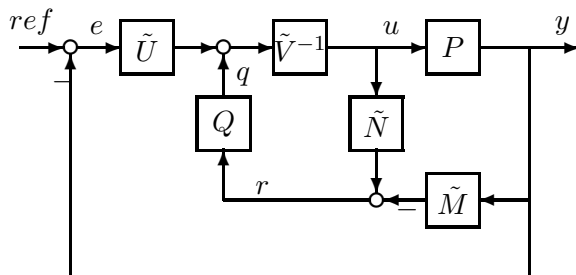 ref e Ũ Ṽ⁻¹ u P y
−
q
Q Ñ
r − M̃